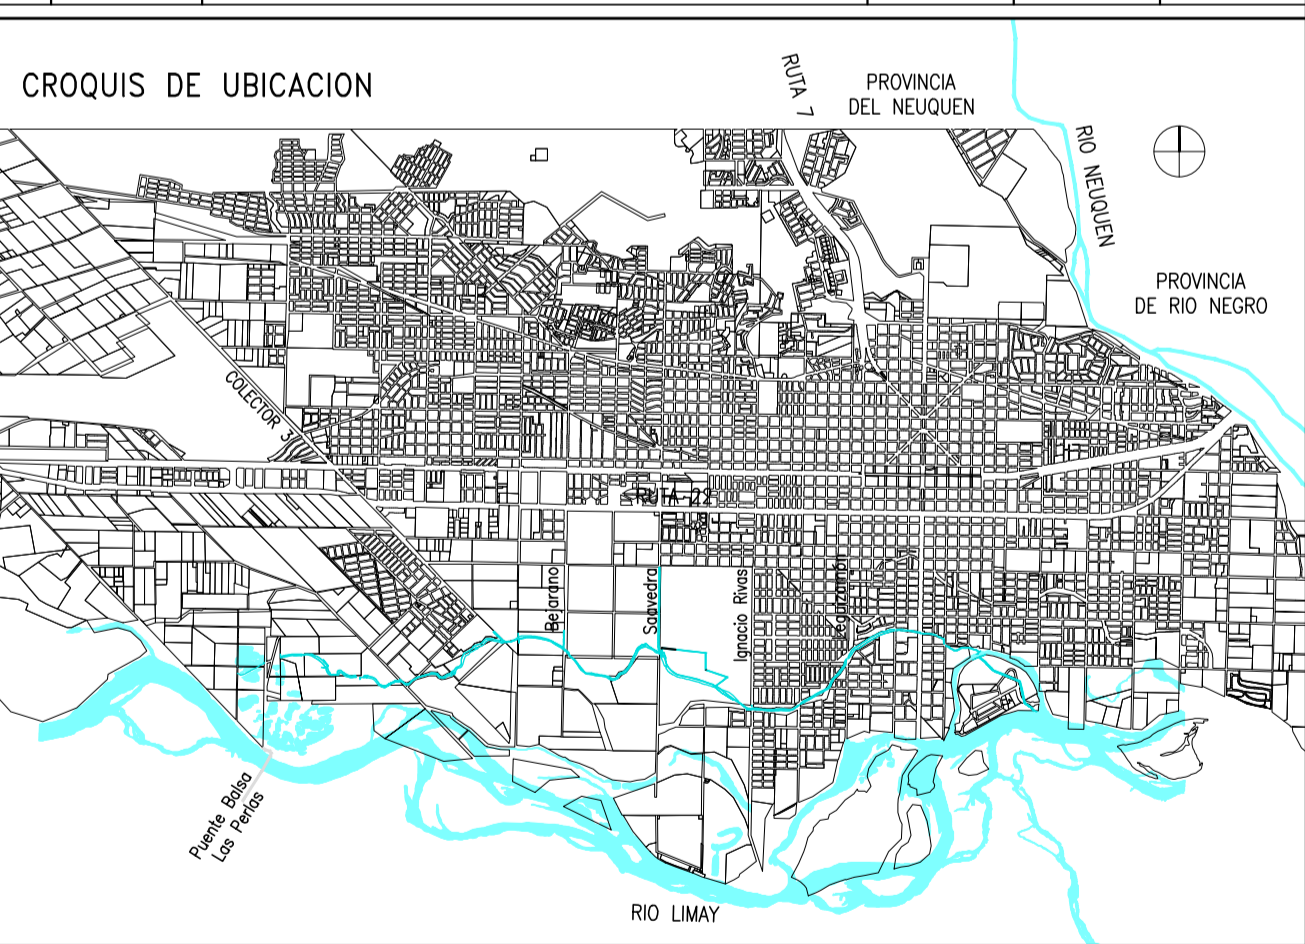 CROQUIS DE UBICACION
RUTA 7
PROVINCIA
DEL NEUQUEN
RIO NEUQUEN
PROVINCIA
DE RIO NEGRO
COLECTOR 3
RUTA 22
Bejarano
Saavedra
Ignacio Rivas
Leguizamón
Puente Balsa
Las Perlas
RIO LIMAY